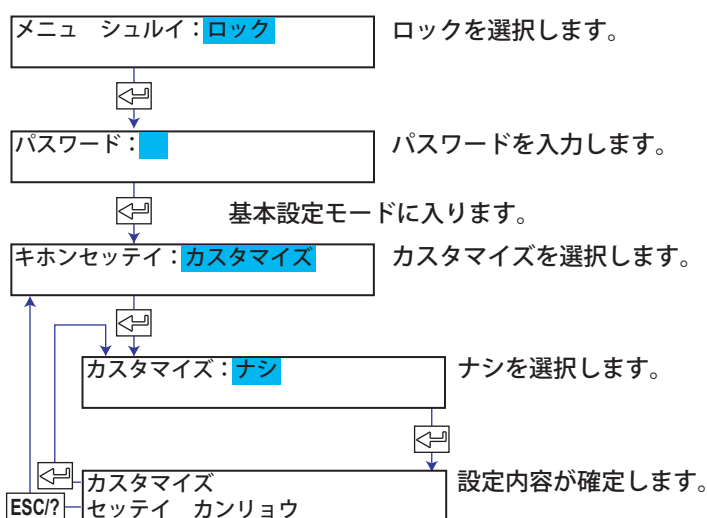 メニュ　シュルイ：ロック
ロックを選択します。
パスワード：
パスワードを入力します。
基本設定モードに入ります。
キホンセッテイ：カスタマイズ
カスタマイズを選択します。
カスタマイズ：ナシ
ナシを選択します。
カスタマイズ
設定内容が確定します。
ESC/?
セッテイ　カンリョウ